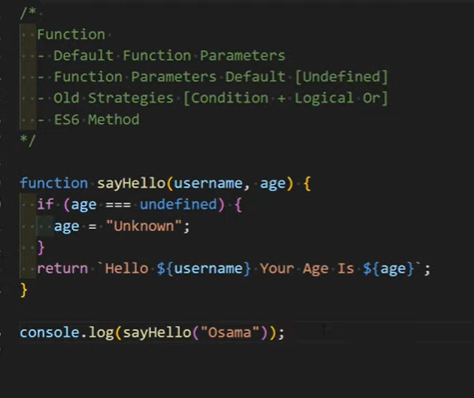 /*
  Function
  - Default Function Parameters
  - Function Parameters Default [Undefined]
  - Old Strategies [Condition + Logical Or]
  - ES6 Method
*/

function sayHello(username, age) {
  if (age === undefined) {
    age = "Unknown";
  }
  return `Hello ${username} Your Age Is ${age}`;
}

console.log(sayHello("Osama"));